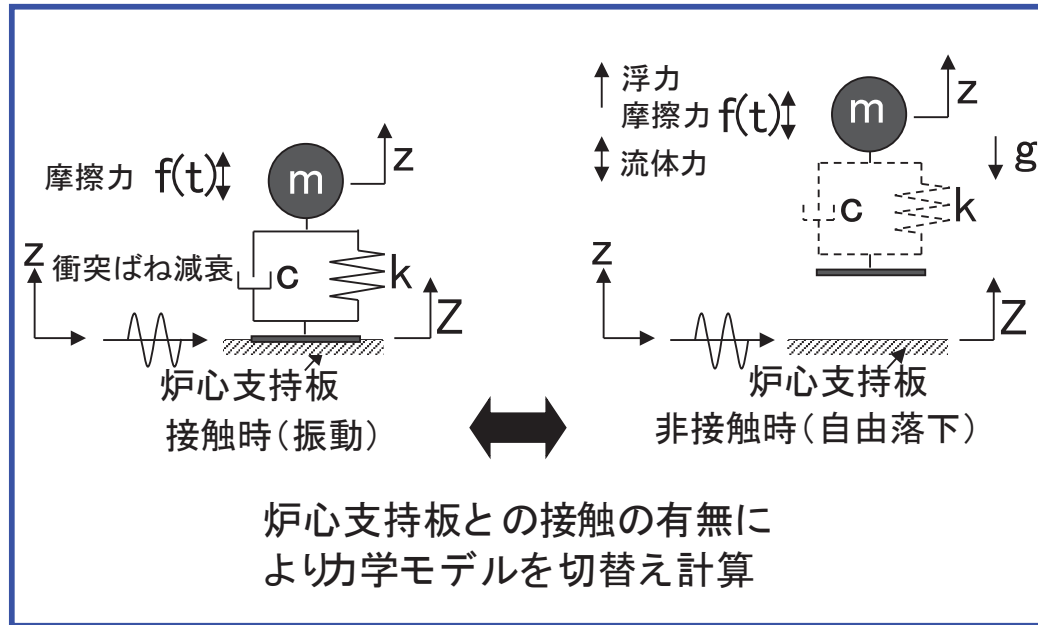 摩擦力 f(t)
m
z
z
衝突ばね減衰
c
k
Z
炉心支持板
接触時(振動)
浮力
摩擦力 f(t)
流体力
m
z
g
c
k
z
Z
炉心支持板
非接触時(自由落下)
炉心支持板との接触の有無に
より力学モデルを切替え計算